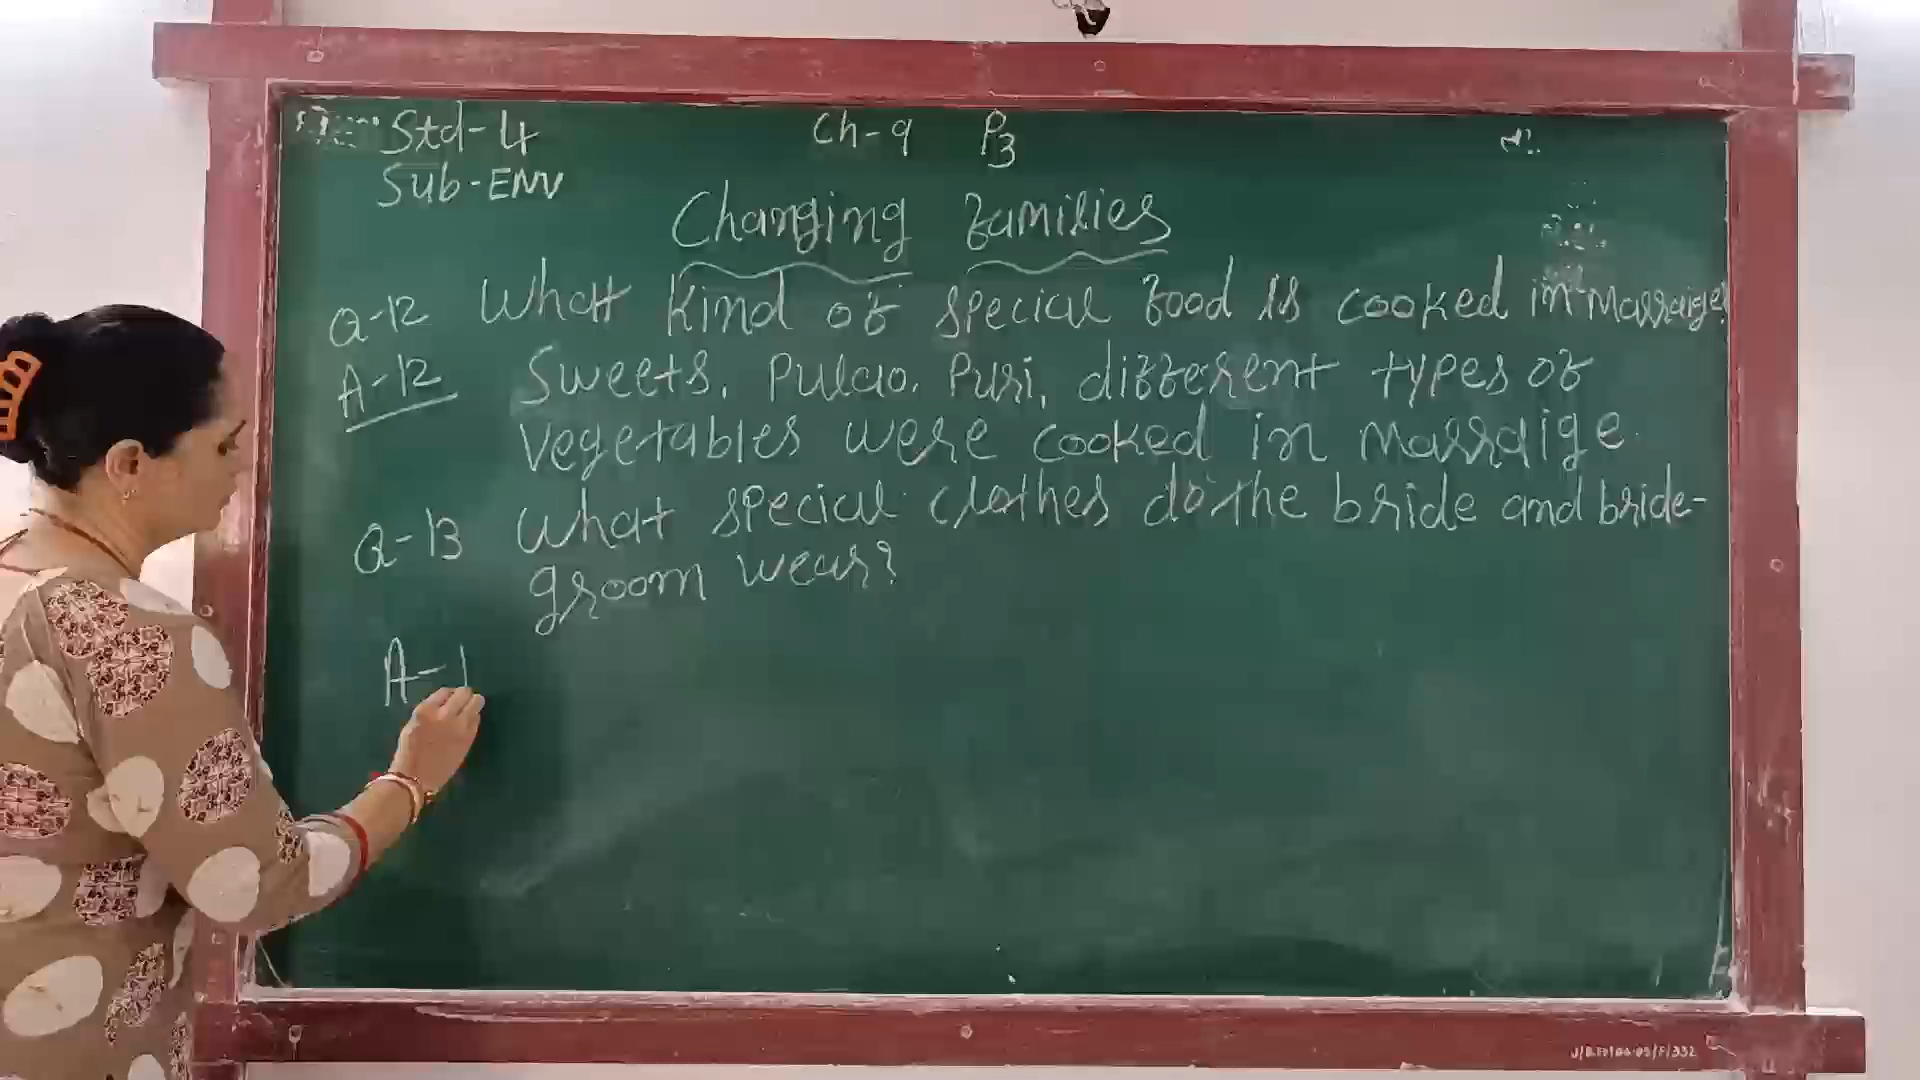 Std-4
Ch-9 P3
Sub-ENV
Changing Families
Q-12 What kind of special food is cooked in Marraige?
A-12 Sweets, Pulao, Puri, different types of
vegetables were cooked in Marraige.
Q-13 What special clothes do the bride and bride-
groom wear?
A-1